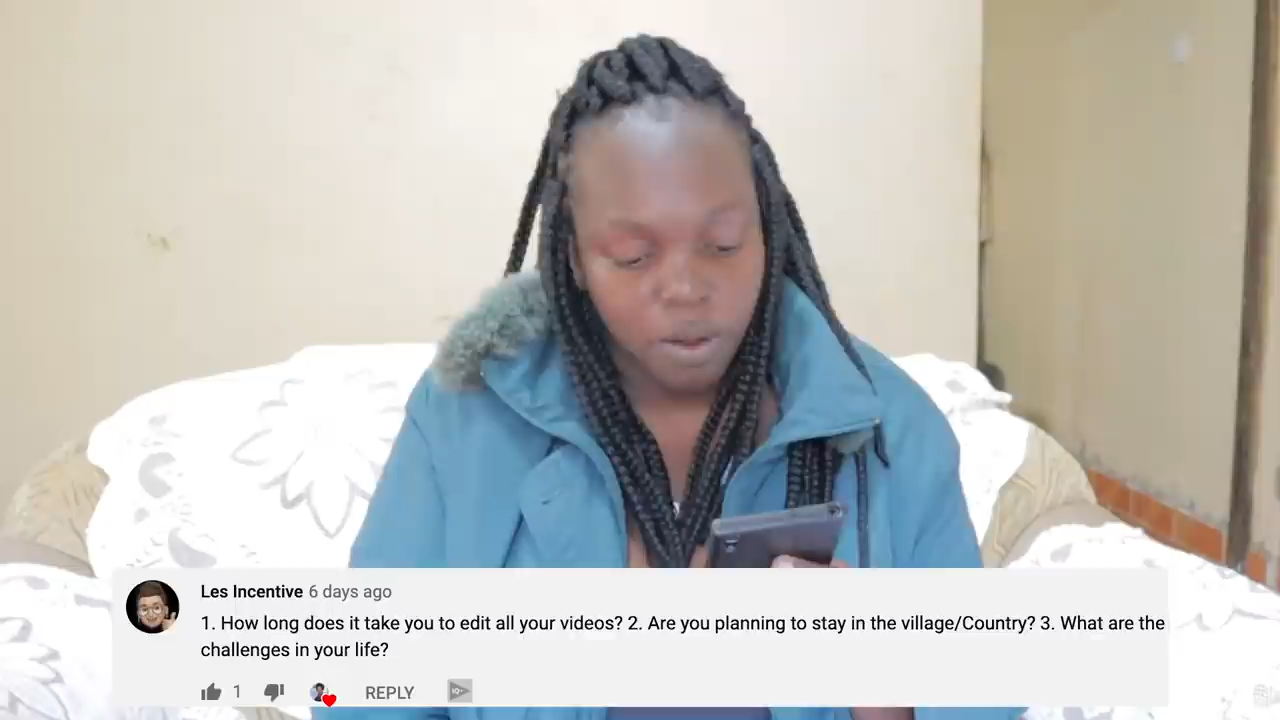 Les Incentive 6 days ago
1. How long does it take you to edit all your videos? 2. Are you planning to stay in the village/Country? 3. What are the
challenges in your life?
1 REPLY